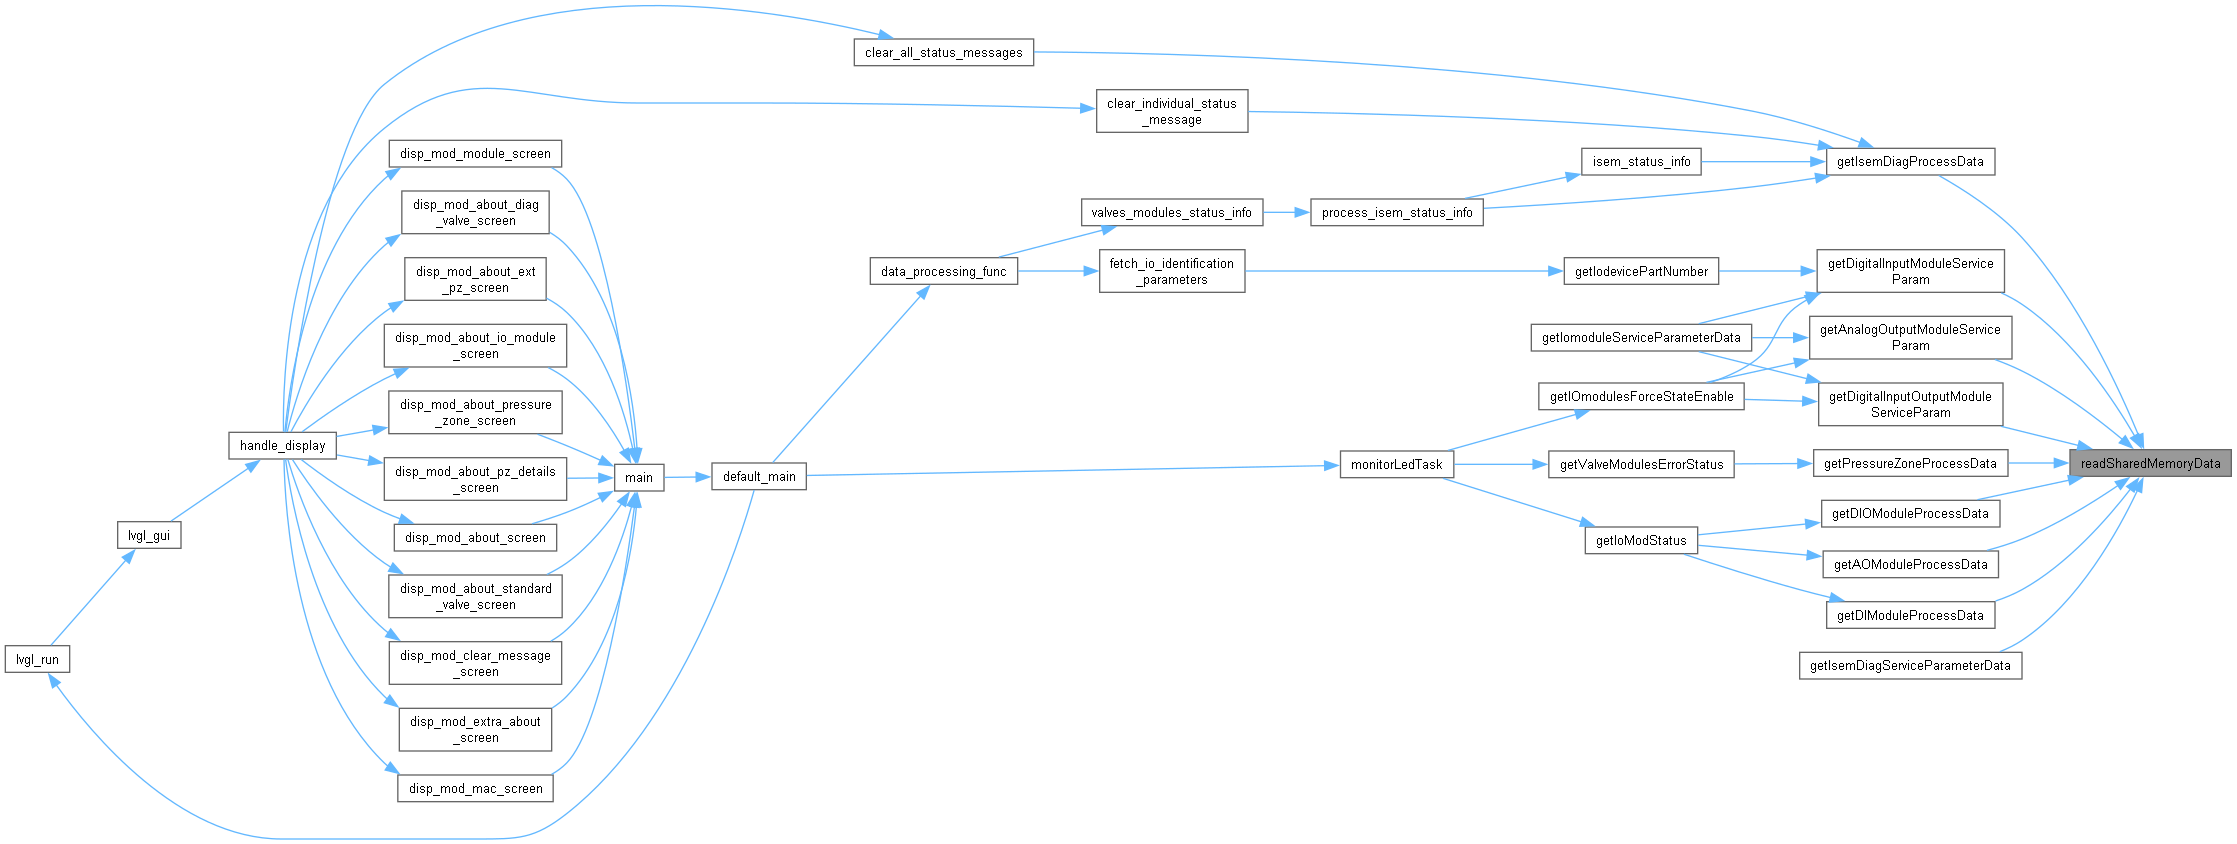 clear_all_status_messages
clear_individual_status
_message
disp_mod_module_screen
getIsemDiagProcessData
isem_status_info
disp_mod_about_diag
_valve_screen
valves_modules_status_info
process_isem_status_info
disp_mod_about_ext
_pz_screen
data_processing_func
fetch_io_identification
_parameters
getIodevicePartNumber
getDigitalInputModuleService
Param
disp_mod_about_io_module
_screen
getIomoduleServiceParameterData
getAnalogOutputModuleService
Param
disp_mod_about_pressure
_zone_screen
getIOmodulesForceStateEnable
getDigitalInputOutputModule
ServiceParam
handle_display
disp_mod_about_pz_details
_screen
main
default_main
monitorLedTask
getValveModulesErrorStatus
getPressureZoneProcessData
readSharedMemoryData
lvgl_gui
disp_mod_about_screen
getIoModStatus
getDIOModuleProcessData
getAOModuleProcessData
disp_mod_about_standard
_valve_screen
getDIModuleProcessData
lvgl_run
disp_mod_clear_message
_screen
getIsemDiagServiceParameterData
disp_mod_extra_about
_screen
disp_mod_mac_screen